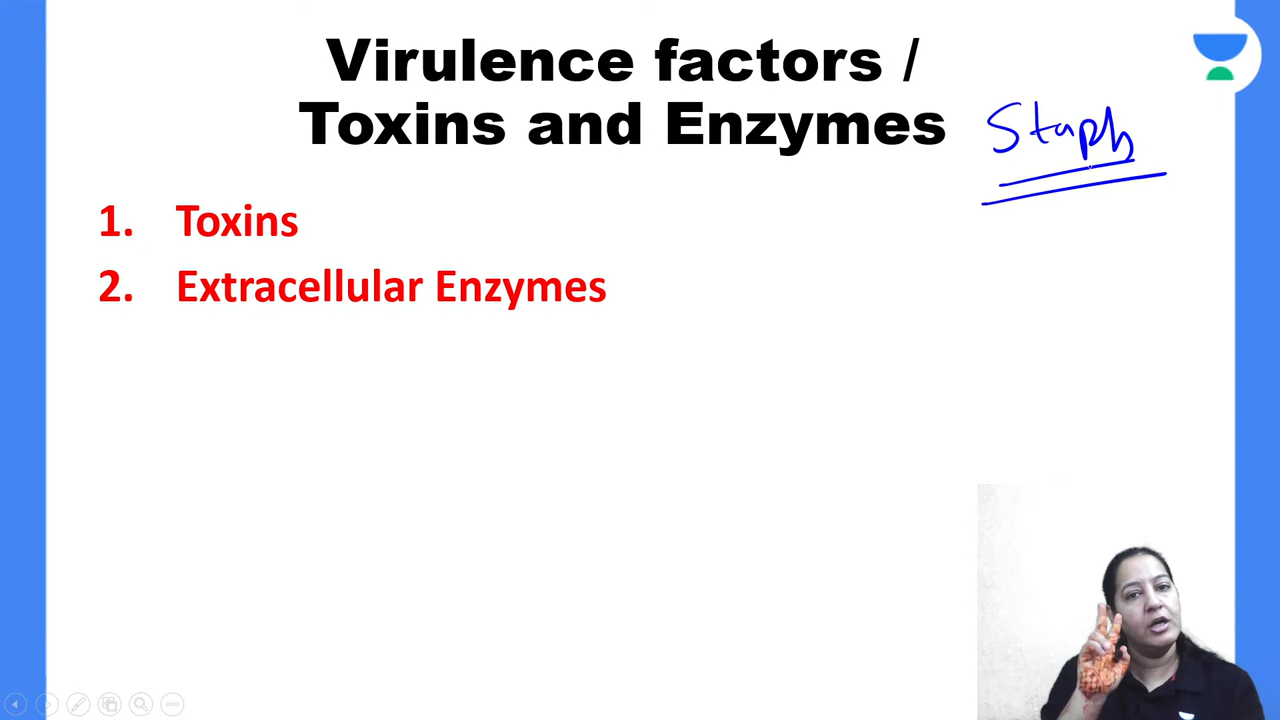 Virulence factors /
Toxins and Enzymes
Staph
1. Toxins
2. Extracellular Enzymes